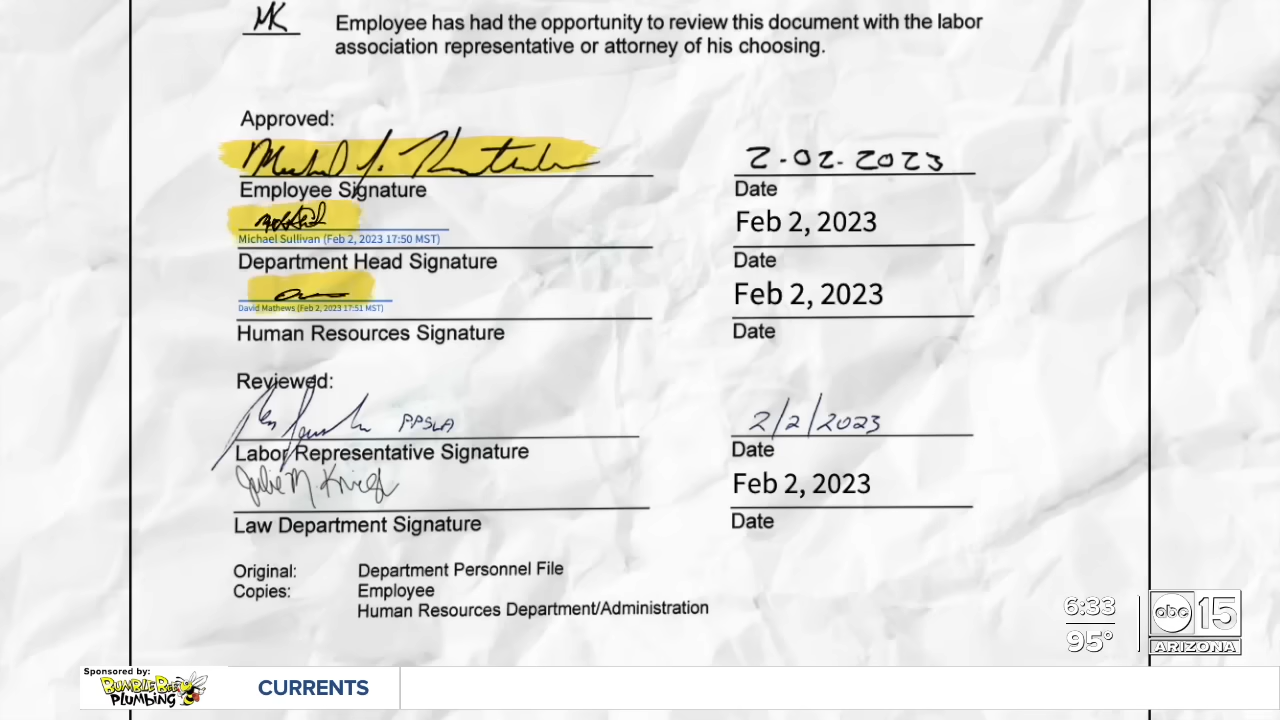 MK Employee has had the opportunity to review this document with the labor
association representative or attorney of his choosing.
Approved:
2-02-2023
Employee Signature Date
Feb 2, 2023
Michael Sullivan (Feb 2, 2023 17:50 MST)
Department Head Signature Date
Feb 2, 2023
David Mathews (Feb 2, 2023 17:51 MST)
Human Resources Signature Date
Reviewed:
PPSLA 2/2/2023
Labor Representative Signature Date
Julie M. Feb 2, 2023
Law Department Signature Date
Original: Department Personnel File
Copies: Employee
Human Resources Department/Administration
6:33
95°
abc 15
ARIZONA
Sponsored by:
BUMBLE BEE
PLUMBING
CURRENTS